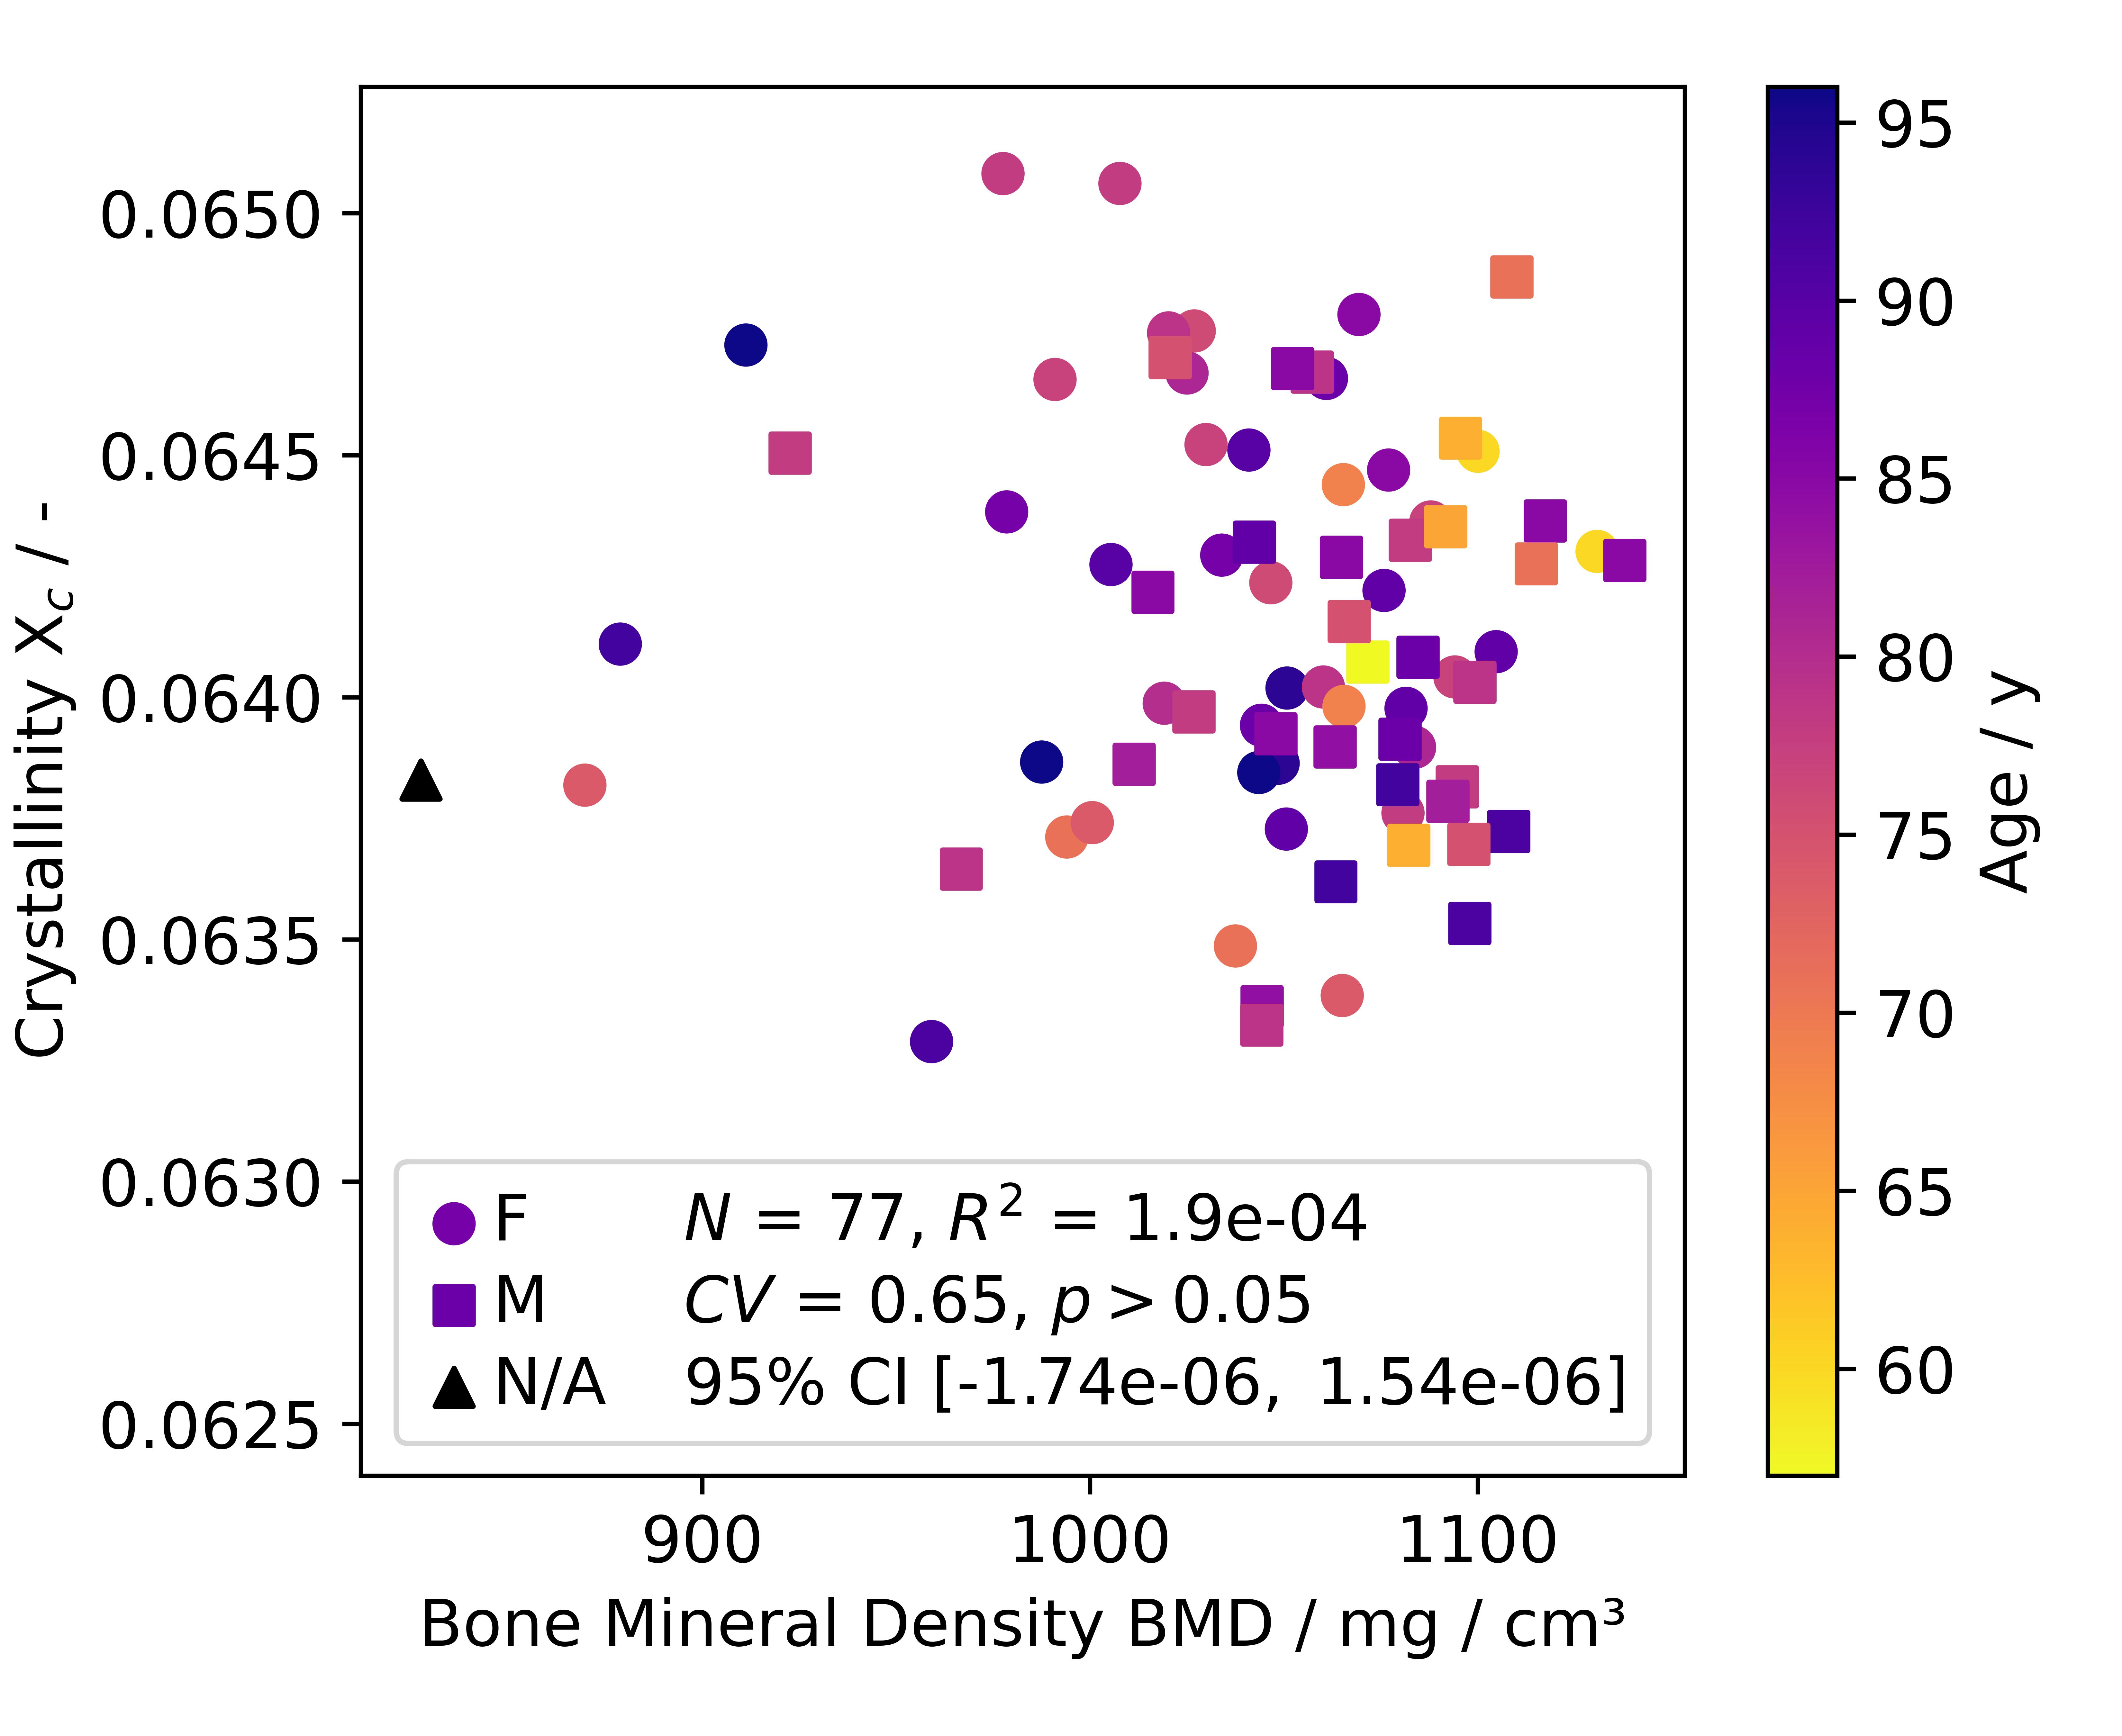 Crystallinity Xc / -
0.0650
0.0645
0.0640
0.0635
0.0630
0.0625
F
M
N/A
N = 77, R² = 1.9e-04
CV = 0.65, p > 0.05
95% CI [-1.74e-06, 1.54e-06]
900
1000
1100
Bone Mineral Density BMD / mg / cm³
95
90
85
80
75
70
65
60
Age / y